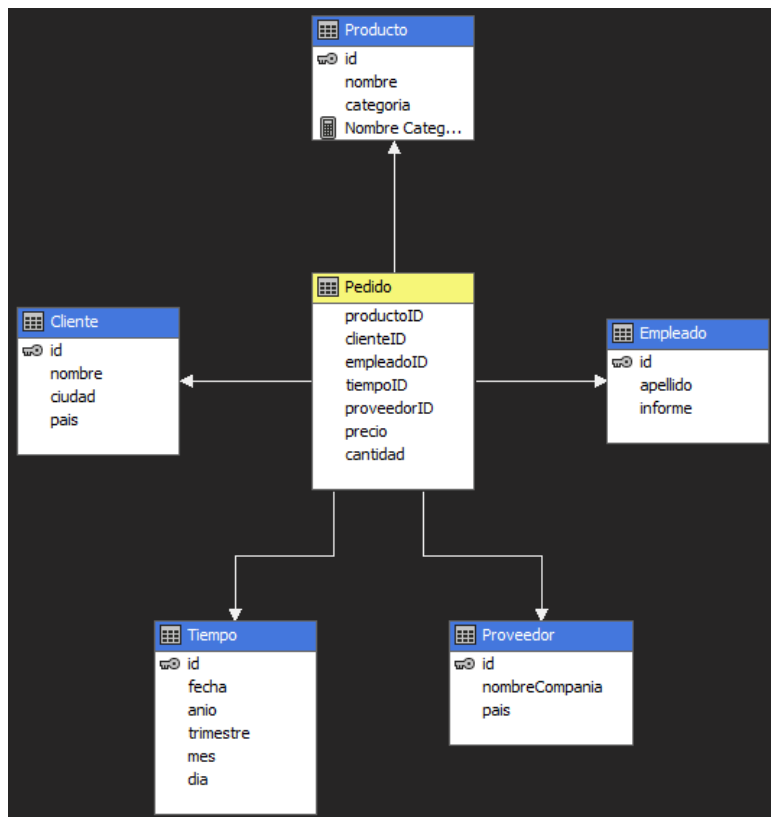 Producto
id
nombre
categoria
Nombre Categ...
Pedido
productoID
clienteID
empleadoID
tiempoID
proveedorID
precio
cantidad
Cliente
id
nombre
ciudad
pais
Empleado
id
apellido
informe
Tiempo
id
fecha
anio
trimestre
mes
dia
Proveedor
id
nombreCompania
pais